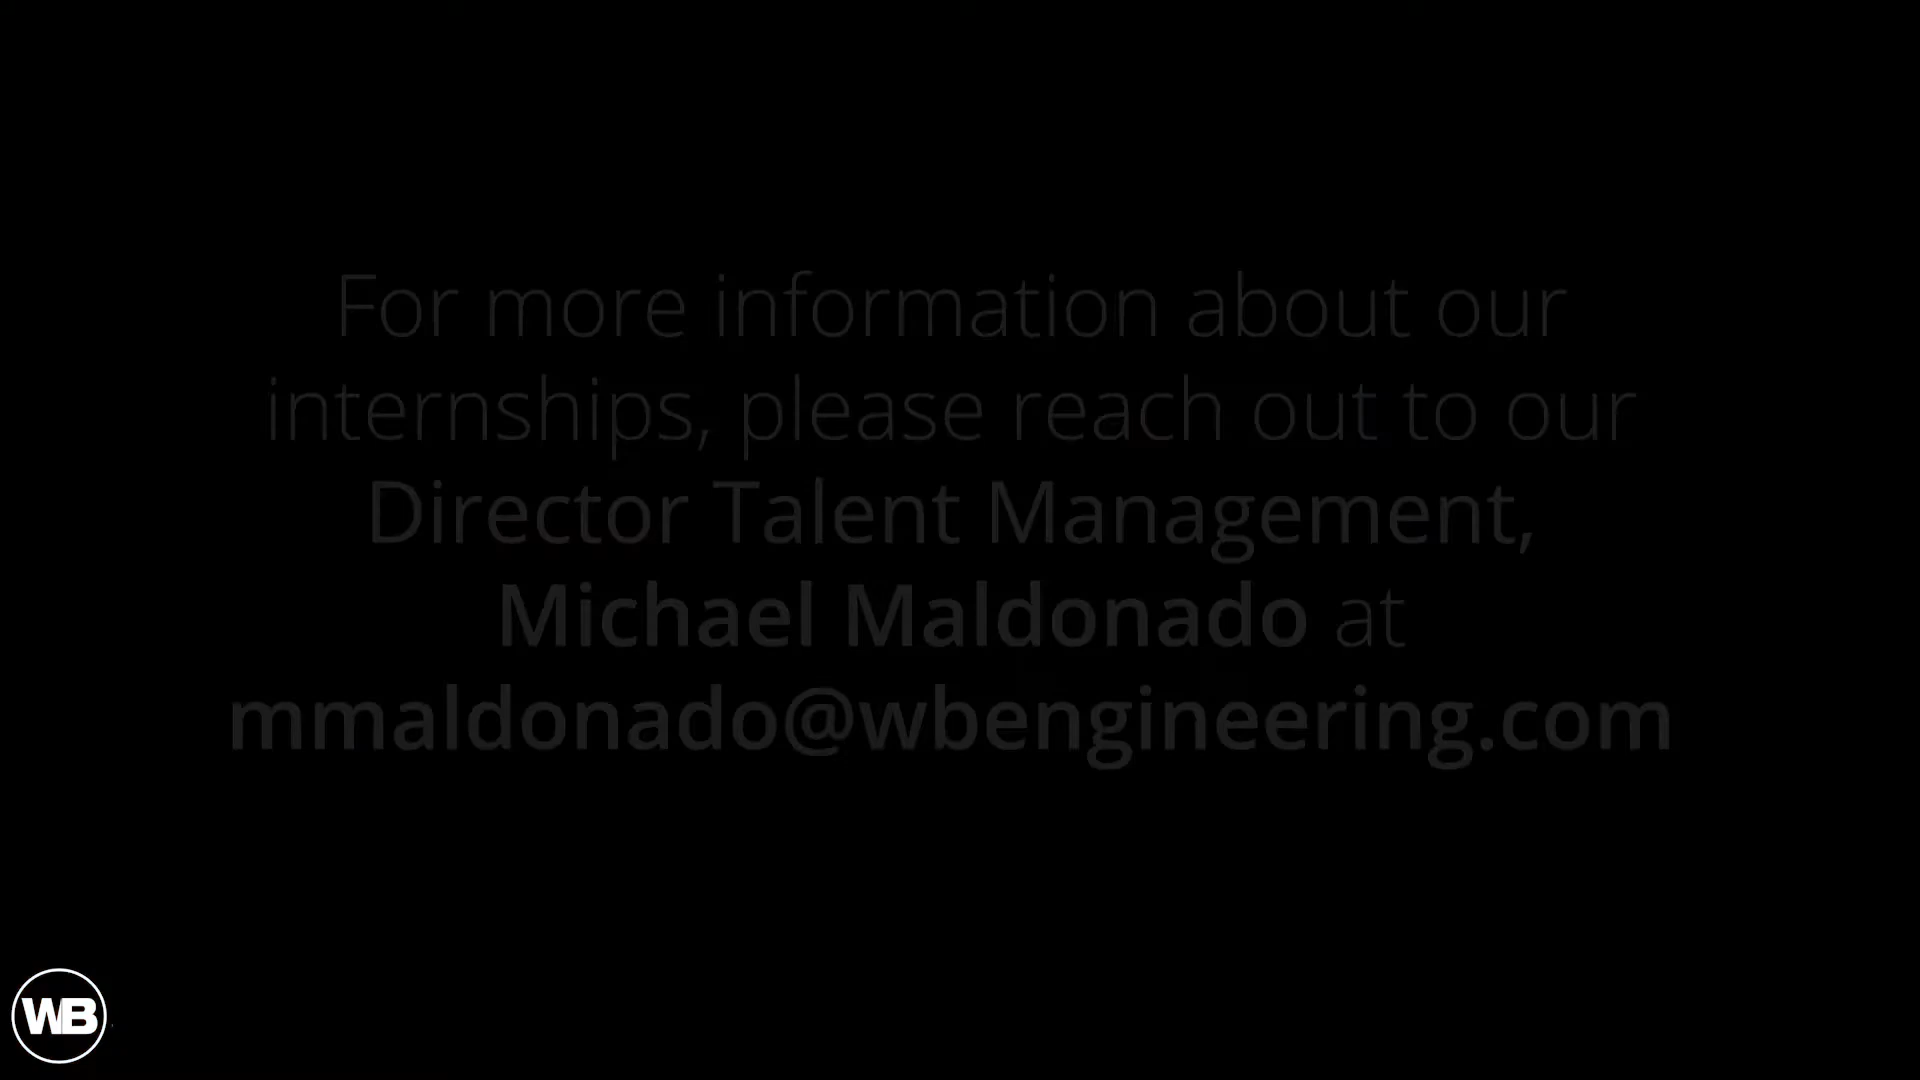 For more information about our
internships, please reach out to our
Director Talent Management,
Michael Maldonado at
mmaldonado@wbengineering.com
WB